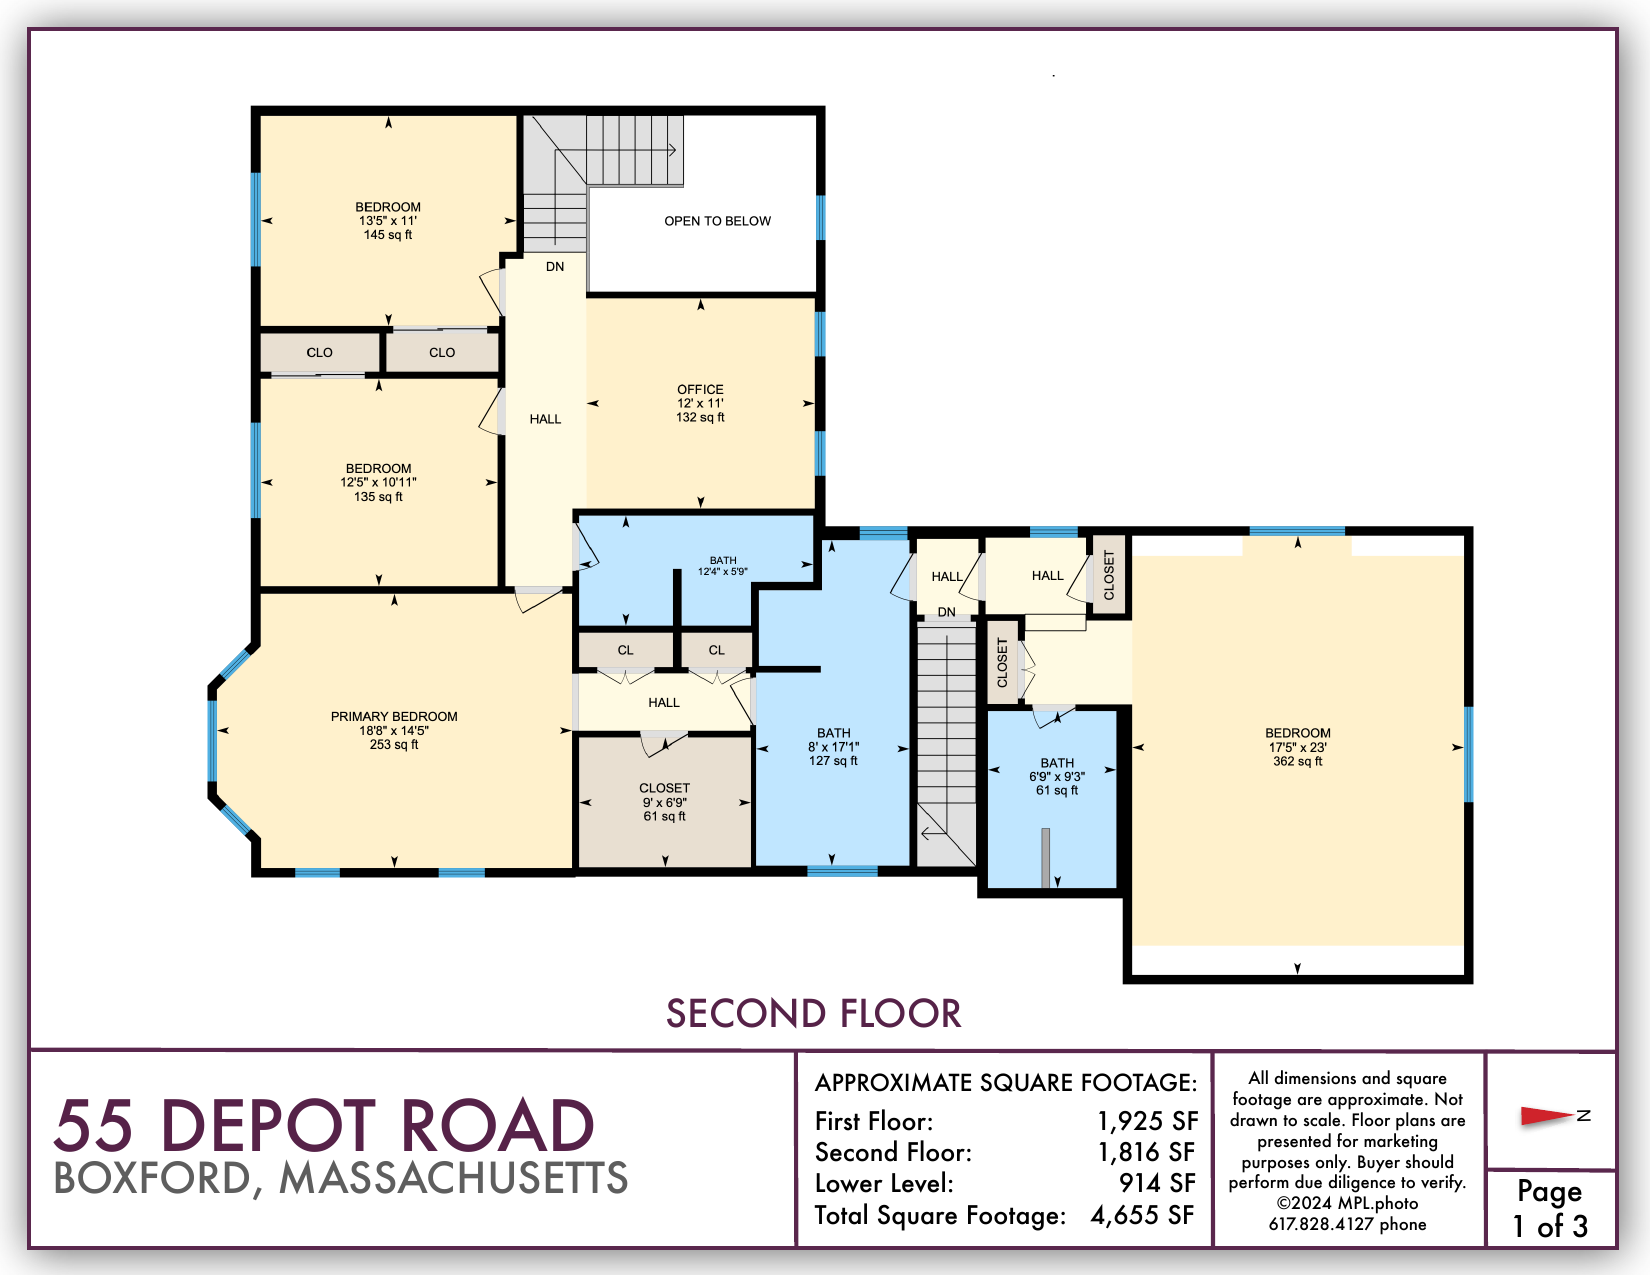 BEDROOM
13'5" x 11'
145 sq ft
OPEN TO BELOW
DN
CLO
CLO
OFFICE
12' x 11'
132 sq ft
HALL
BEDROOM
12'5" x 10'11"
135 sq ft
BATH
12'4" x 5'9"
HALL
DN
HALL
CLOSET
CL
CL
CLOSET
HALL
PRIMARY BEDROOM
18'8" x 14'5"
253 sq ft
BATH
8' x 17'1"
127 sq ft
BEDROOM
17'5" x 23'
362 sq ft
BATH
6'9" x 9'3"
61 sq ft
CLOSET
9' x 6'9"
61 sq ft
SECOND FLOOR
55 DEPOT ROAD
BOXFORD, MASSACHUSETTS
APPROXIMATE SQUARE FOOTAGE:
First Floor: 1,925 SF
Second Floor: 1,816 SF
Lower Level: 914 SF
Total Square Footage: 4,655 SF
All dimensions and square
footage are approximate. Not
drawn to scale. Floor plans are
presented for marketing
purposes only. Buyer should
perform due diligence to verify.
©2024 MPL.photo
617.828.4127 phone
N
Page
1 of 3